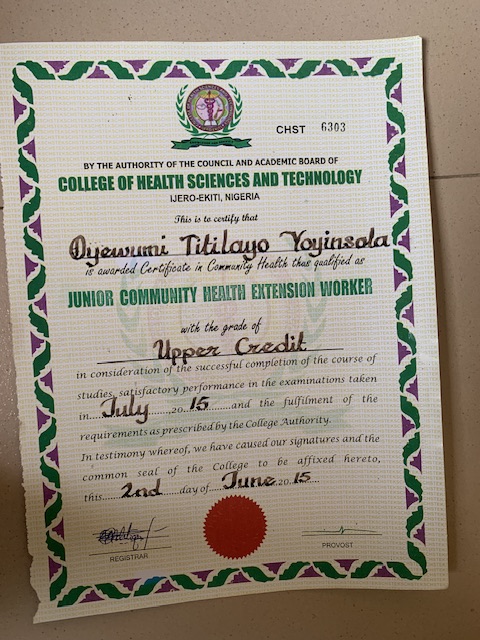 CHST 6303
BY THE AUTHORITY OF THE COUNCIL AND ACADEMIC BOARD OF
COLLEGE OF HEALTH SCIENCES AND TECHNOLOGY
IJERO-EKITI, NIGERIA
This is to certify that
Oyewumi Titilayo Yoyinsola
is awarded Certificate in Community Health thus qualified as
JUNIOR COMMUNITY HEALTH EXTENSION WORKER
with the grade of
Upper Credit
in consideration of the successful completion of the course of
studies, satisfactory performance in the examinations taken
in....July......20.15......and the fulfilment of the
requirements as prescribed by the College Authority.
In testimony whereof, we have caused our signatures and the
common seal of the College to be affixed hereto,
this....2nd......day of...June..20.15...
REGISTRAR
PROVOST